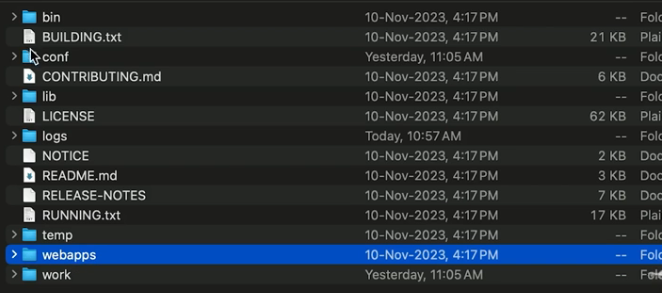 bin 10-Nov-2023, 4:17 PM -- Fol
BUILDING.txt 10-Nov-2023, 4:17 PM 21 KB Plai
conf Yesterday, 11:05 AM -- Fol
CONTRIBUTING.md 10-Nov-2023, 4:17 PM 6 KB Doc
lib 10-Nov-2023, 4:17 PM -- Fol
LICENSE 10-Nov-2023, 4:17 PM 62 KB Plai
logs Today, 10:57 AM -- Fol
NOTICE 10-Nov-2023, 4:17 PM 2 KB Doc
README.md 10-Nov-2023, 4:17 PM 3 KB Doc
RELEASE-NOTES 10-Nov-2023, 4:17 PM 7 KB Doc
RUNNING.txt 10-Nov-2023, 4:17 PM 17 KB Plai
temp 10-Nov-2023, 4:17 PM -- Fol
webapps 10-Nov-2023, 4:17 PM -- Fol
work Yesterday, 11:05 AM -- Fol